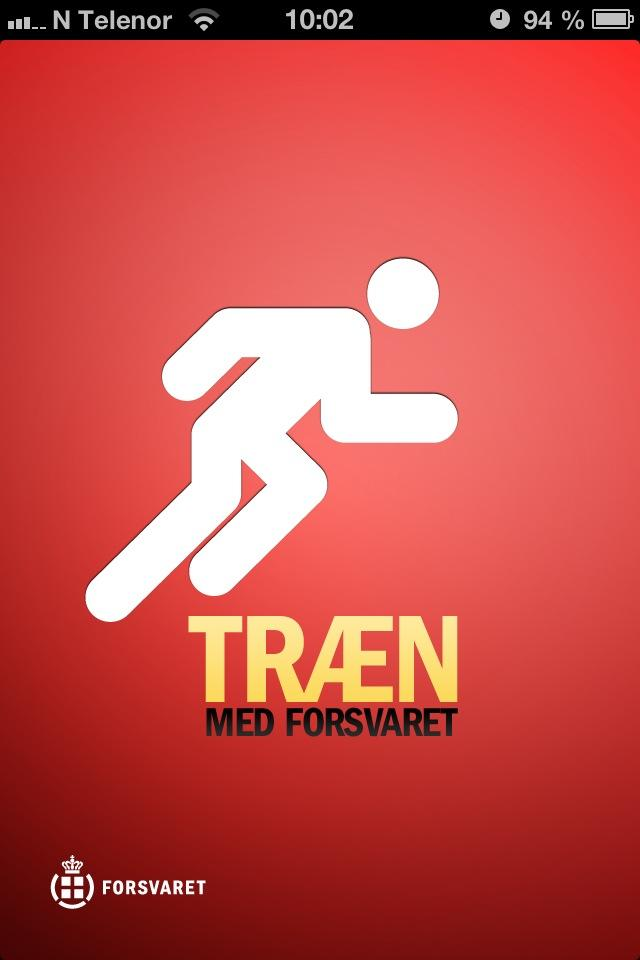 N Telenor 10:02 94 %
TRÆN
MED FORSVARET
FORSVARET